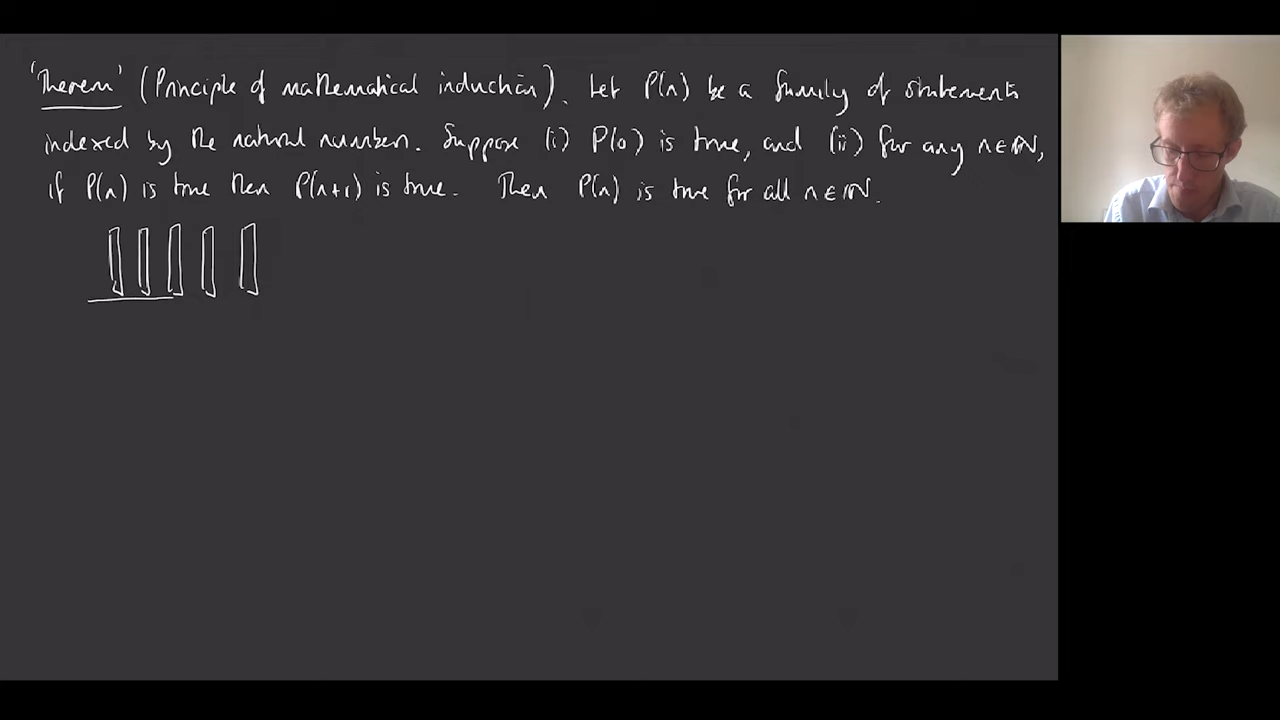 'Theorem' (Principle of mathematical induction). Let P(n) be a family of statements
indexed by the natural numbers. Suppose (i) P(0) is true, and (ii) for any n∈ℕ,
if P(n) is true then P(n+1) is true. Then P(n) is true for all n∈ℕ.